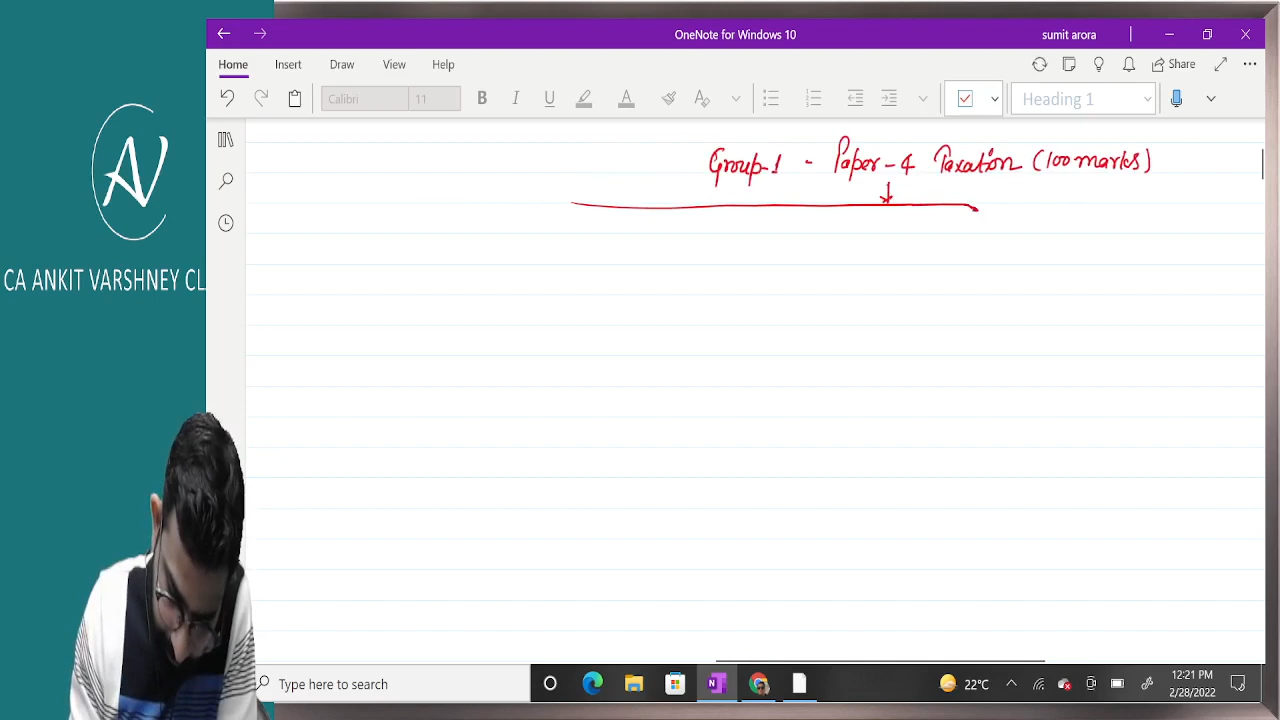 OneNote for Windows 10
sumit arora
Home Insert Draw View Help
Share
Calibri 11 B I U A Heading 1
AV
CA ANKIT VARSHNEY CL
Group-1 - Paper-4 Taxation (100 marks)
Type here to search
22°C
12:21 PM
2/28/2022